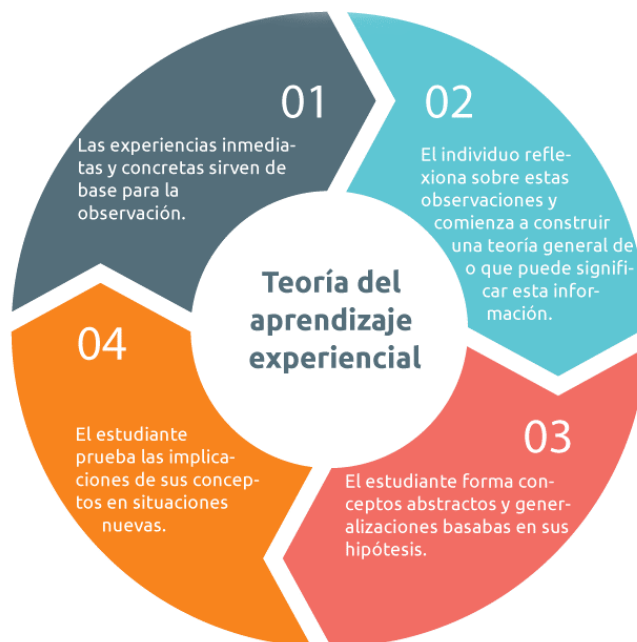 01
Las experiencias inmedia-
tas y concretas sirven de
base para la
observación.
02
El individuo refle-
xiona sobre estas
observaciones y
comienza a construir
una teoría general de
o que puede signifi-
car esta infor-
mación.
Teoría del
aprendizaje
experiencial
03
El estudiante forma con-
ceptos abstractos y gener-
alizaciones basabas en sus
hipótesis.
04
El estudiante
prueba las implica-
ciones de sus concep-
tos en situaciones
nuevas.